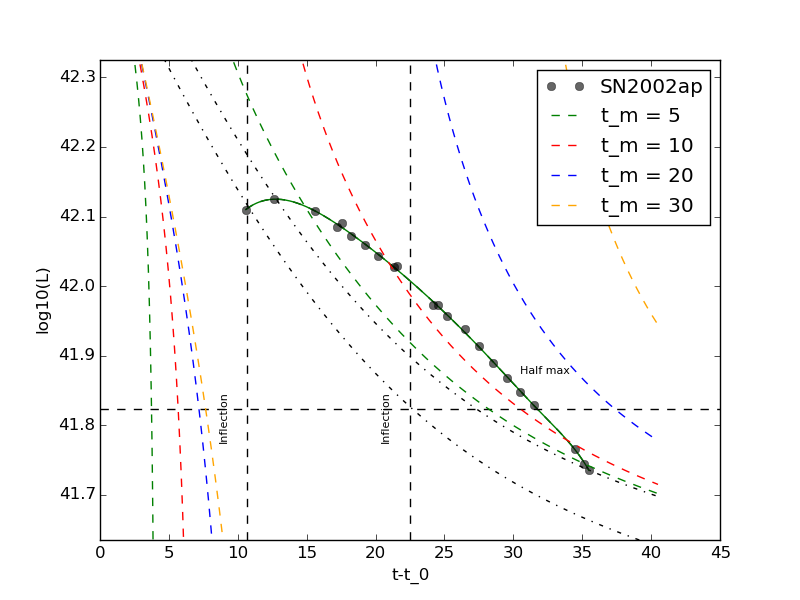 42.3
42.2
42.1
42.0
41.9
41.8
41.7
log10(L)
SN2002ap
t_m = 5
t_m = 10
t_m = 20
t_m = 30
Half max
Inflection
Inflection
0 5 10 15 20 25 30 35 40 45
t-t_0